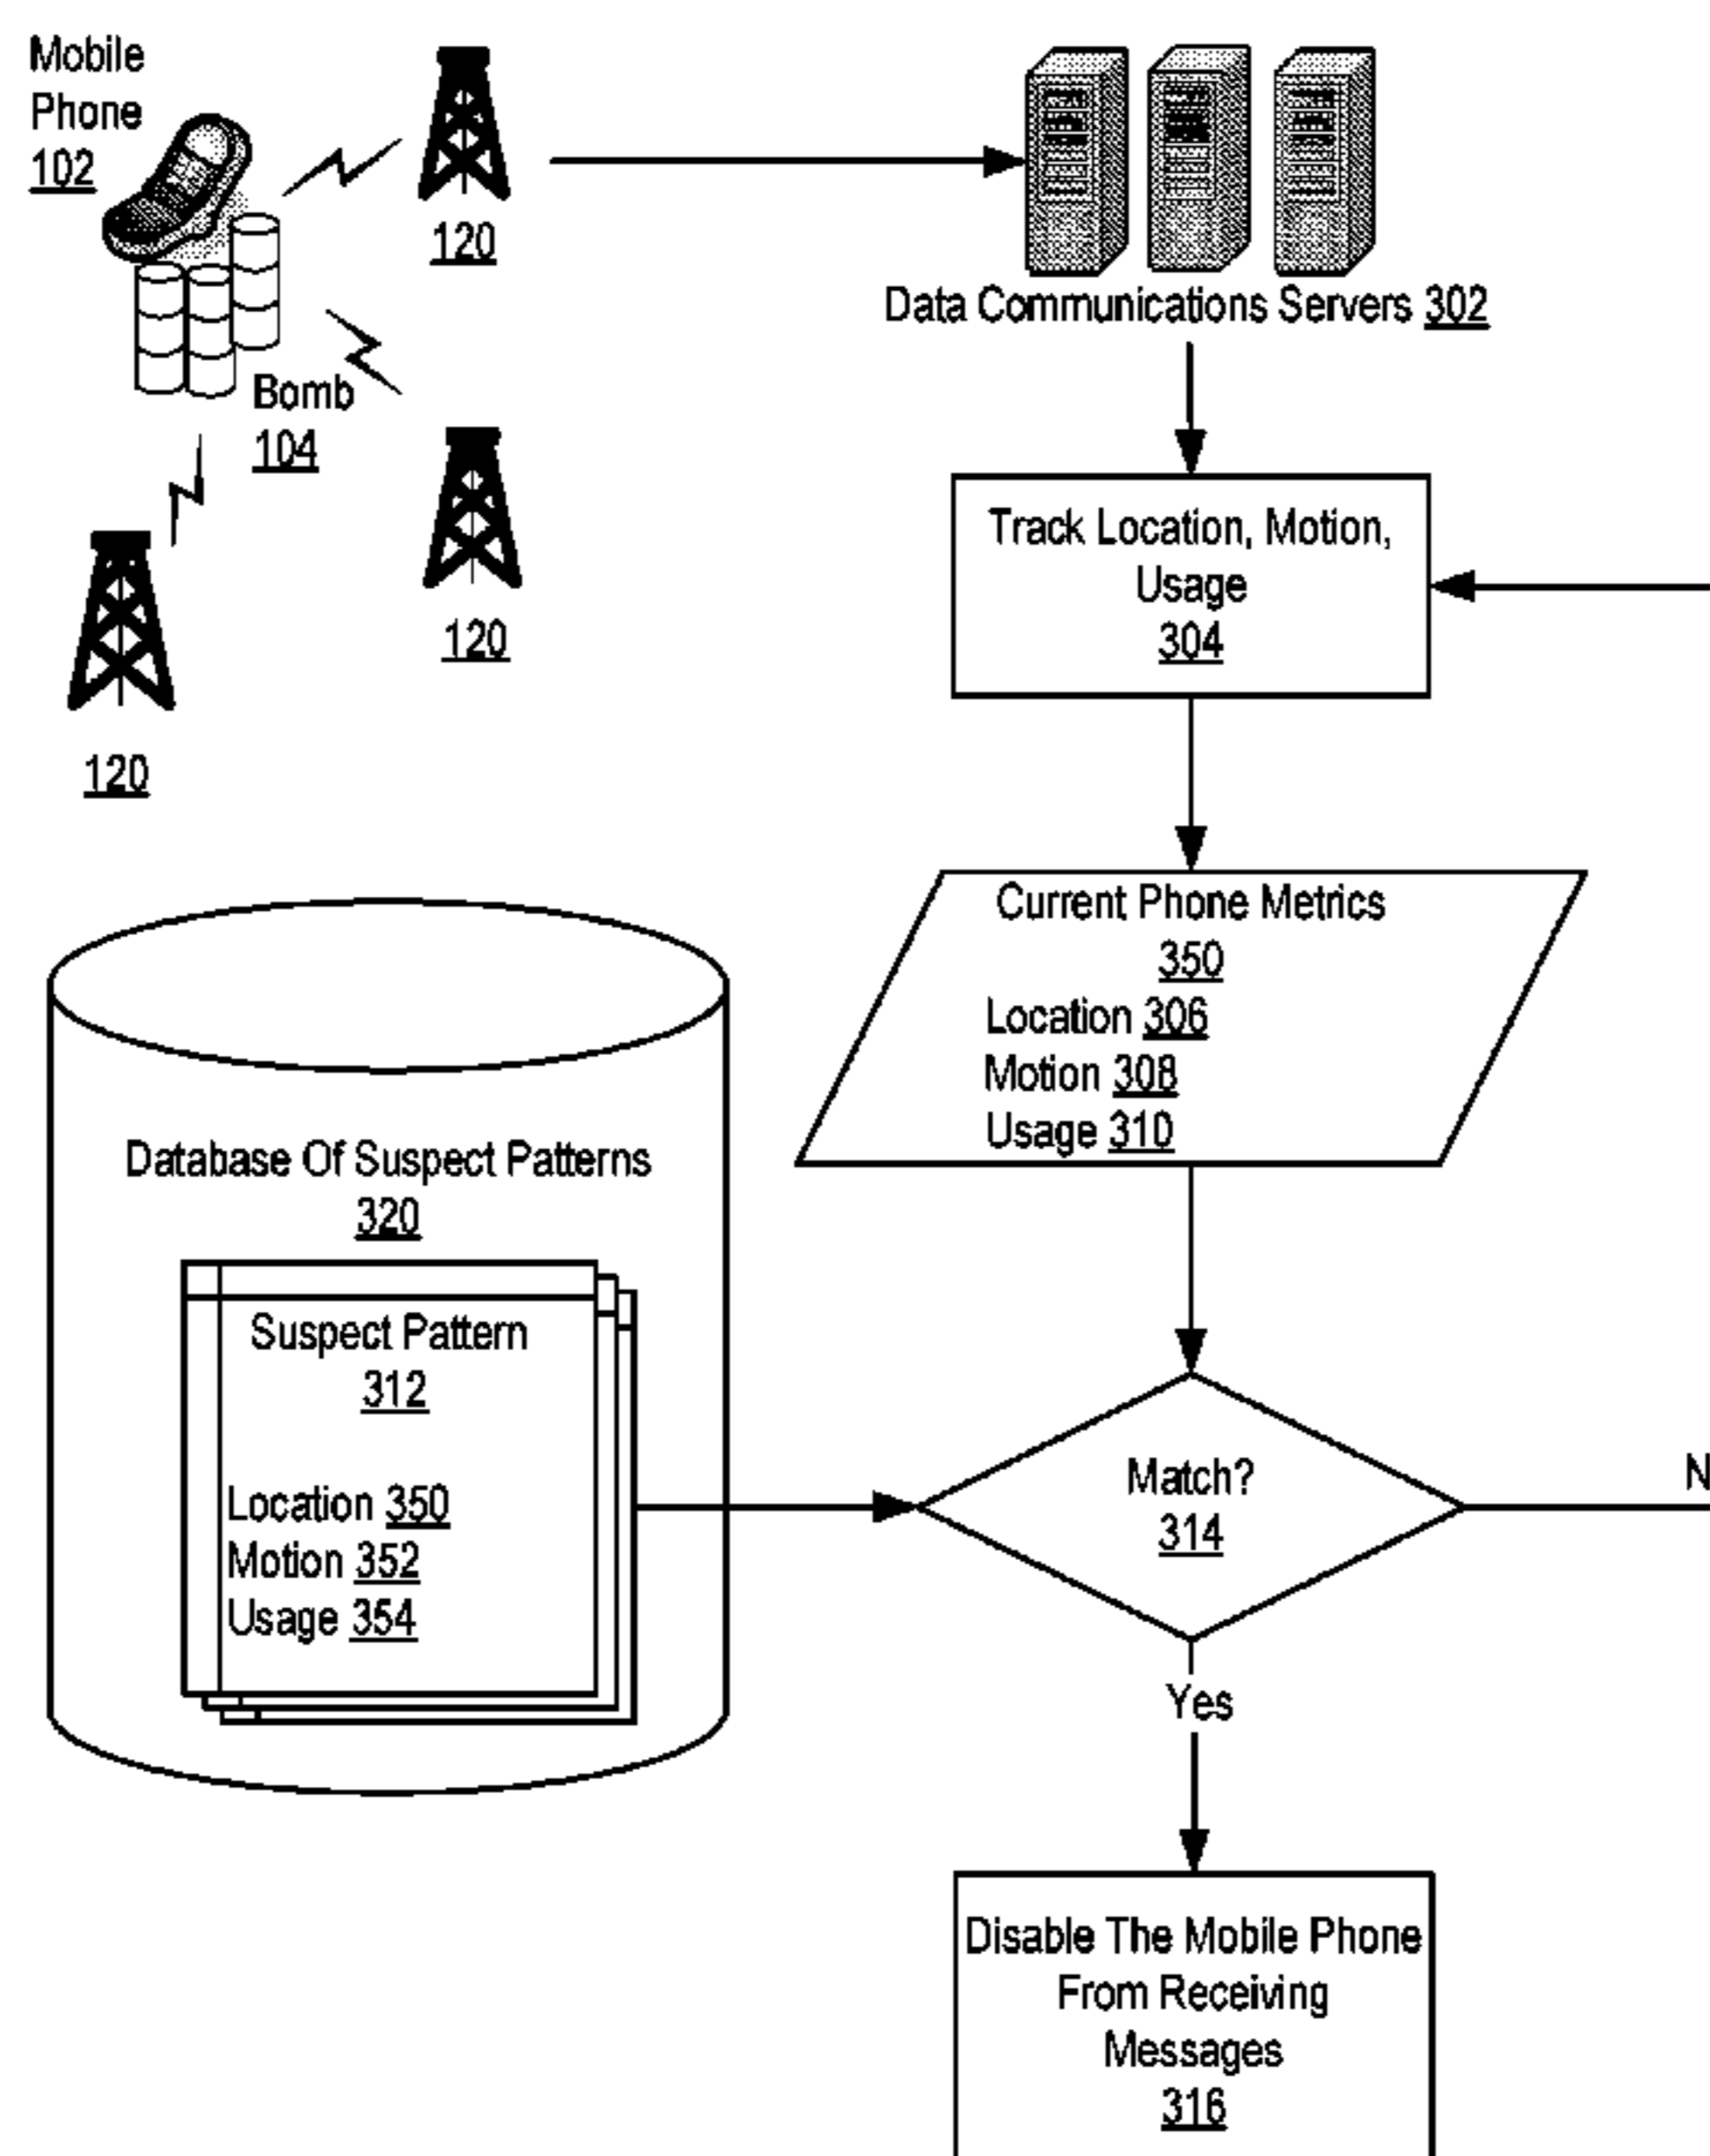 Mobile
Phone
102
120
Bomb
104
120
120
Data Communications Servers 302
Track Location, Motion,
Usage
304
Current Phone Metrics
350
Location 306
Motion 308
Usage 310
Database Of Suspect Patterns
320
Suspect Pattern
312
Location 350
Motion 352
Usage 354
Match?
314
N
Yes
Disable The Mobile Phone
From Receiving
Messages
316